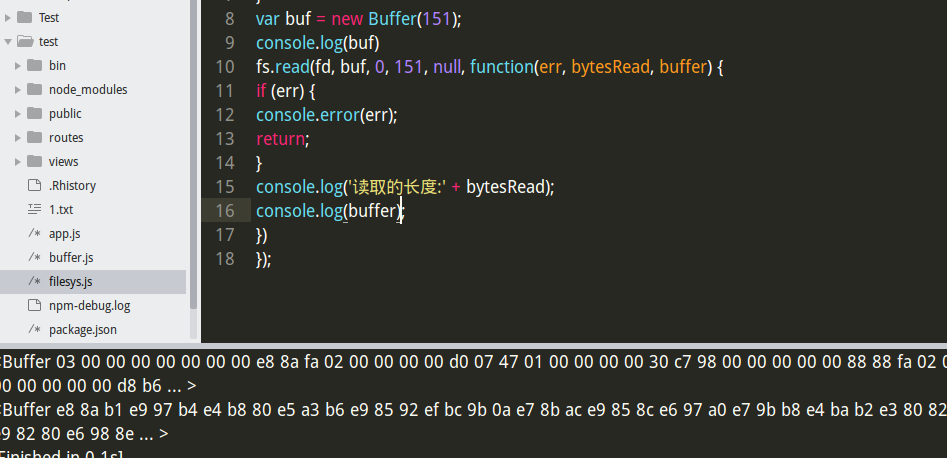 Test
test
bin
node_modules
public
routes
views
.Rhistory
1.txt
app.js
buffer.js
filesys.js
npm-debug.log
package.json
8 var buf = new Buffer(151);
9 console.log(buf)
10 fs.read(fd, buf, 0, 151, null, function(err, bytesRead, buffer) {
11 if (err) {
12 console.error(err);
13 return;
14 }
15 console.log('读取的长度:' + bytesRead);
16 console.log(buffer);
17 })
18 });
<Buffer 03 00 00 00 00 00 00 00 e8 8a fa 02 00 00 00 00 d0 07 47 01 00 00 00 00 30 c7 98 00 00 00 00 00 88 88 fa 02 0
00 00 00 00 00 d8 b6 ... >
<Buffer e8 8a b1 e9 97 b4 e4 b8 80 e5 a3 b6 e9 85 92 ef bc 9b 0a e7 8b ac e9 85 8c e6 97 a0 e7 9b b8 e4 ba b2 e3 80 82
e9 82 80 e6 98 8e ... >
[Finished in 0.1s]